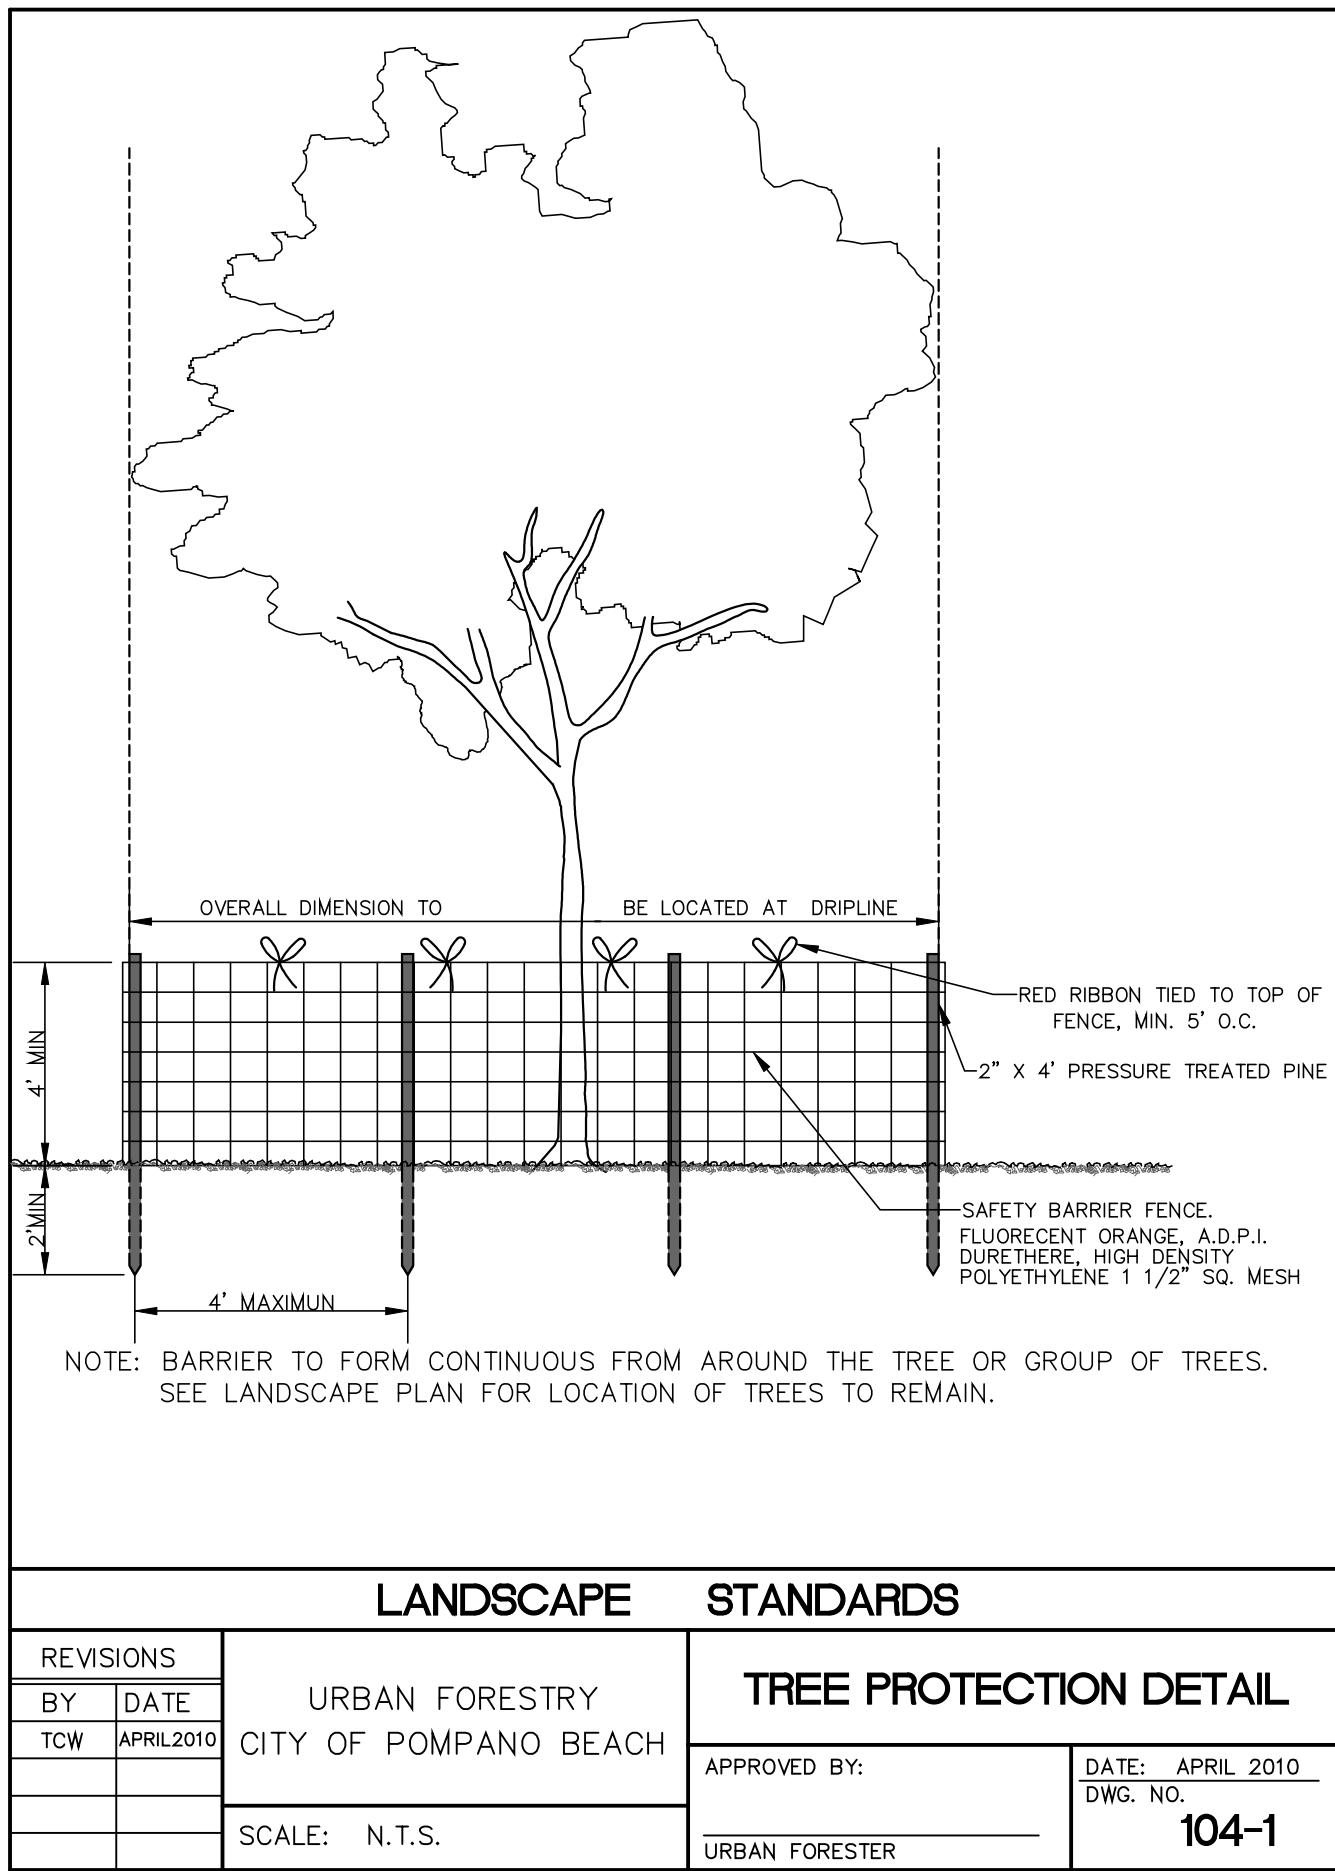 OVERALL DIMENSION TO BE LOCATED AT DRIPLINE
RED RIBBON TIED TO TOP OF
FENCE, MIN. 5' O.C.
4' MIN
2" X 4' PRESSURE TREATED PINE
2'MIN
SAFETY BARRIER FENCE.
FLUORECENT ORANGE, A.D.P.I.
DURETHERE, HIGH DENSITY
POLYETHYLENE 1 1/2" SQ. MESH
4' MAXIMUN
NOTE: BARRIER TO FORM CONTINUOUS FROM AROUND THE TREE OR GROUP OF TREES.
SEE LANDSCAPE PLAN FOR LOCATION OF TREES TO REMAIN.
LANDSCAPE STANDARDS
REVISIONS
BY DATE
TCW APRIL2010
URBAN FORESTRY
CITY OF POMPANO BEACH
SCALE: N.T.S.
TREE PROTECTION DETAIL
APPROVED BY:
URBAN FORESTER
DATE: APRIL 2010
DWG. NO.
104-1